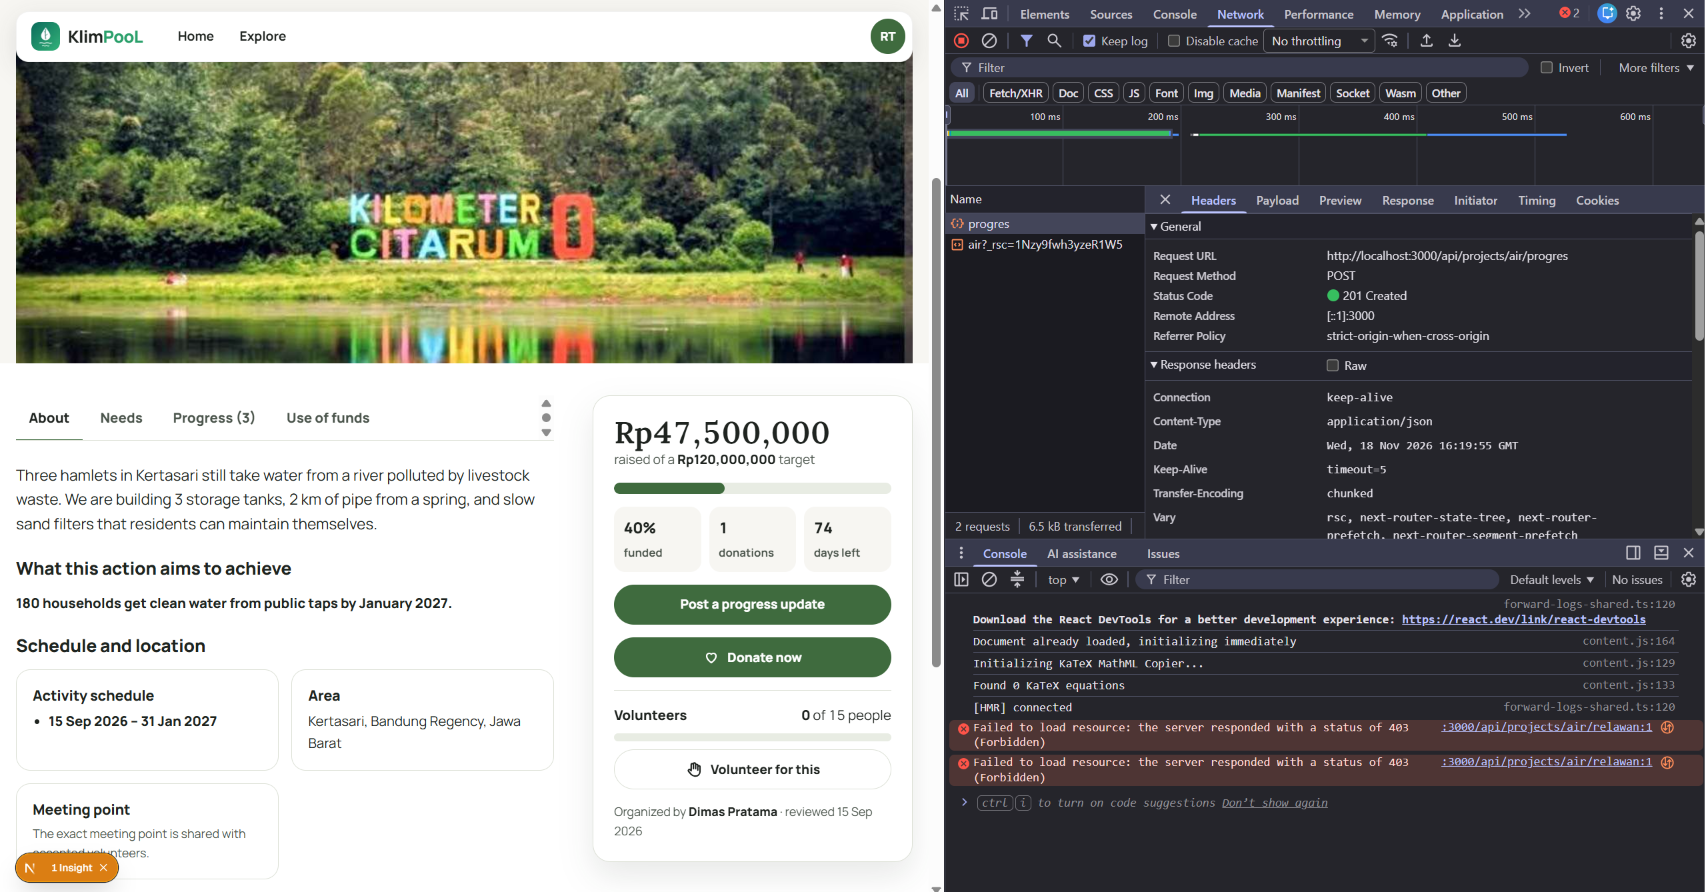 KlimPooL
Home
Explore
RT
KILOMETER 0
CITARUM
About
Needs
Progress (3)
Use of funds
Three hamlets in Kertasari still take water from a river polluted by livestock
waste. We are building 3 storage tanks, 2 km of pipe from a spring, and slow
sand filters that residents can maintain themselves.
What this action aims to achieve
180 households get clean water from public taps by January 2027.
Schedule and location
Activity schedule
• 15 Sep 2026 – 31 Jan 2027
Area
Kertasari, Bandung Regency, Jawa
Barat
Meeting point
The exact meeting point is shared with
accepted volunteers.
N 1 Insight ×
Rp47,500,000
raised of a Rp120,000,000 target
40%
funded
1
donations
74
days left
Post a progress update
Donate now
Volunteers
0 of 15 people
Volunteer for this
Organized by Dimas Pratama · reviewed 15 Sep
2026
Elements
Sources
Console
Network
Performance
Memory
Application
2
Keep log
Disable cache
No throttling
Filter
Invert
More filters
All
Fetch/XHR
Doc
CSS
JS
Font
Img
Media
Manifest
Socket
Wasm
Other
100 ms
200 ms
300 ms
400 ms
500 ms
600 ms
Name
progres
air?_rsc=1Nzy9fwh3yzeR1W5
2 requests
6.5 kB transferred
Headers
Payload
Preview
Response
Initiator
Timing
Cookies
General
Request URL
http://localhost:3000/api/projects/air/progres
Request Method
POST
Status Code
201 Created
Remote Address
[::1]:3000
Referrer Policy
strict-origin-when-cross-origin
Response headers
Raw
Connection
keep-alive
Content-Type
application/json
Date
Wed, 18 Nov 2026 16:19:55 GMT
Keep-Alive
timeout=5
Transfer-Encoding
chunked
Vary
rsc, next-router-state-tree, next-router-
prefetch, next-router-segment-prefetch
Console
AI assistance
Issues
top
Filter
Default levels
No issues
forward-logs-shared.ts:120
Download the React DevTools for a better development experience: https://react.dev/link/react-devtools
Document already loaded, initializing immediately
content.js:164
Initializing KaTeX MathML Copier...
content.js:129
Found 0 KaTeX equations
content.js:133
[HMR] connected
forward-logs-shared.ts:120
Failed to load resource: the server responded with a status of 403
(Forbidden)
:3000/api/projects/air/relawan:1
Failed to load resource: the server responded with a status of 403
(Forbidden)
:3000/api/projects/air/relawan:1
ctrl i to turn on code suggestions Don't show again